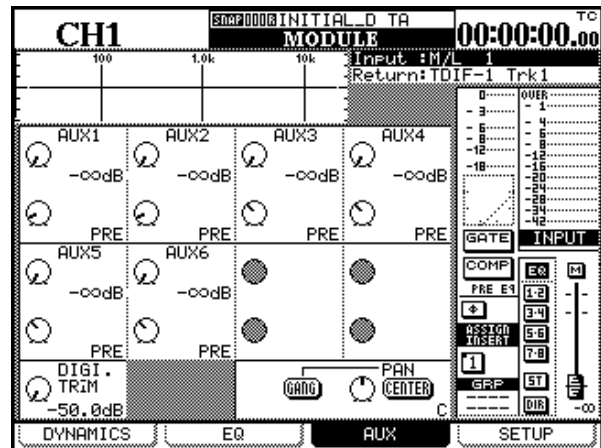 CH1
SNAP000 INITIAL_D TA
MODULE
TC
00:00:00.00
100 1.0k 10k
Input :M/L 1
Return:TDIF-1 Trk1
AUX1 AUX2 AUX3 AUX4
-∞dB -∞dB -∞dB -∞dB
PRE PRE PRE PRE
AUX5 AUX6
-∞dB -∞dB
PRE PRE
DIGI.
TRIM
-50.0dB
PAN
GANG CENTER
C
0
- 3
- 6
- 8
-12
-18
OVER
- 1
- 4
- 6
- 8
-12
-16
-20
-24
-28
-34
-42
GATE INPUT
COMP EQ M
PRE EQ 1-2
Φ 3-4
ASSIGN
INSERT 5-6
1 7-8
GRP ST
---- DIR -∞
DYNAMICS EQ AUX SETUP